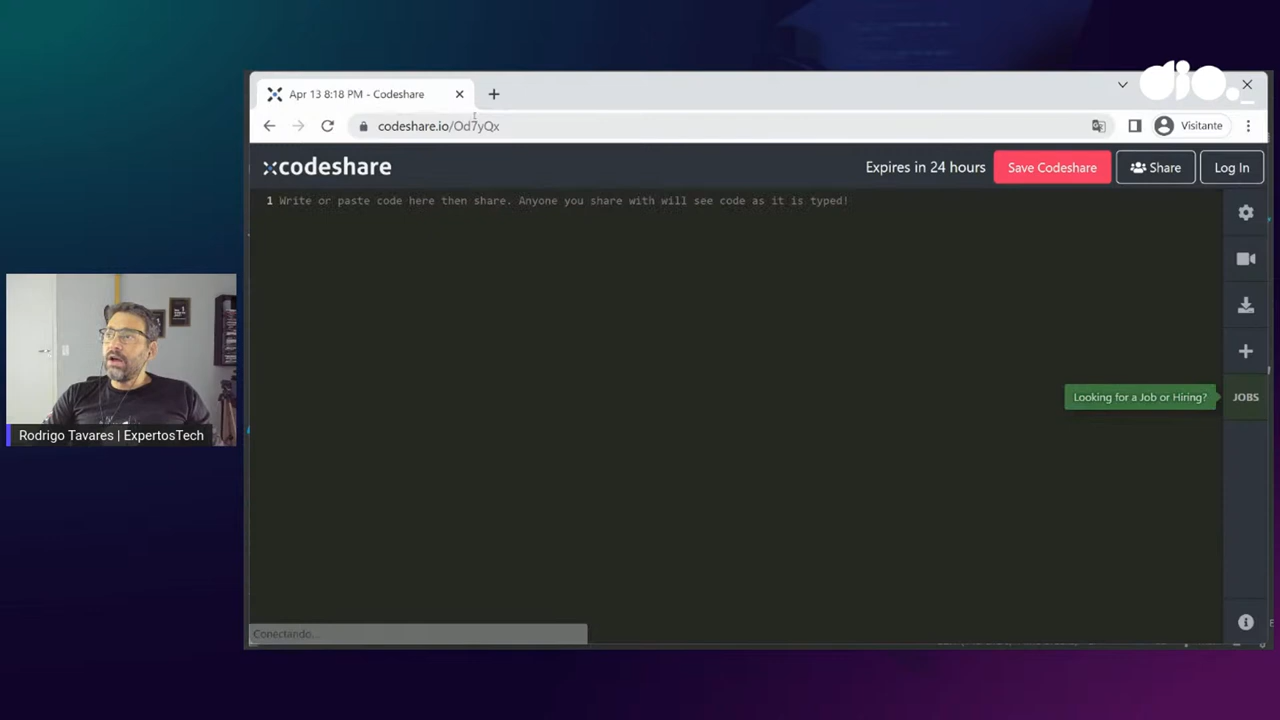 Apr 13 8:18 PM - Codeshare
dio.
codeshare.io/Od7yQx
Visitante
codeshare
Expires in 24 hours
Save Codeshare
Share
Log In
1 Write or paste code here then share. Anyone you share with will see code as it is typed!
Looking for a Job or Hiring?
JOBS
Rodrigo Tavares | ExpertosTech
Conectando...